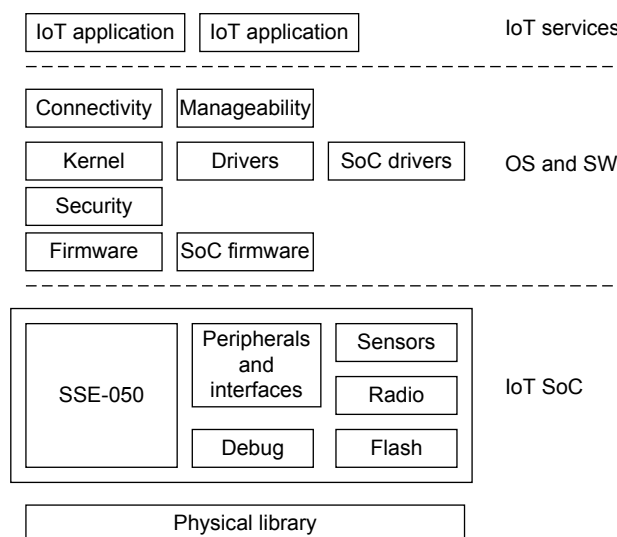 IoT application IoT application IoT services
Connectivity Manageability
Kernel Drivers SoC drivers OS and SW
Security
Firmware SoC firmware
SSE-050
Peripherals
and
interfaces
Debug
Sensors
Radio
Flash
IoT SoC
Physical library